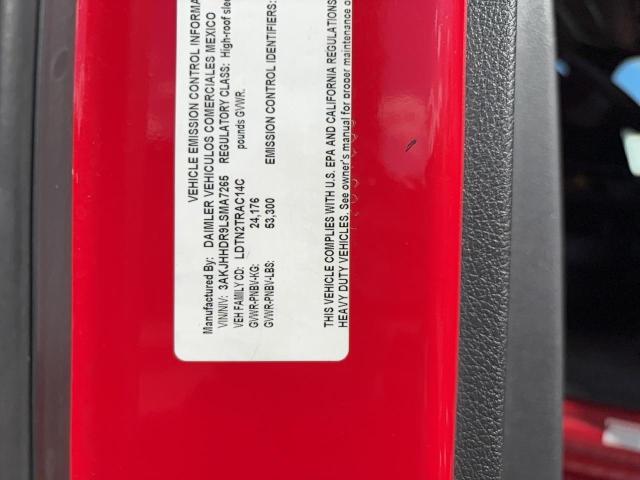 VEHICLE EMISSION CONTROL INFORMA
Manufactured By: DAIMLER VEHICULOS COMERCIALES MEXICO
VIN/NIV: 3AKJHHDR9LSMA7265 REGULATORY CLASS: High-roof slee
VEH FAMILY CD: LDTN2TRAC14C pounds GVWR.
GVWR-PNBV-KG: 24,176
GVWR-PNBV-LBS: 53,300 EMISSION CONTROL IDENTIFIERS:
THIS VEHICLE COMPLIES WITH U.S. EPA AND CALIFORNIA REGULATIONS
HEAVY DUTY VEHICLES. See owner's manual for proper maintenance o